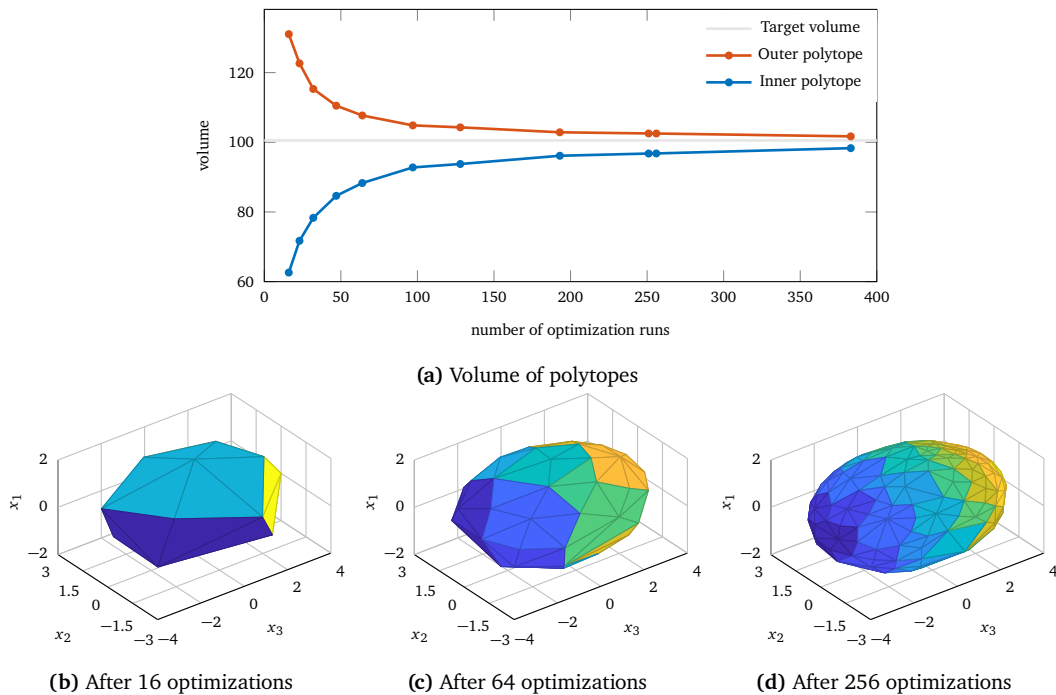 Target volume
Outer polytope
Inner polytope
120
100
80
60
volume
0 50 100 150 200 250 300 350 400
number of optimization runs
(a) Volume of polytopes
2
0
−2
x₁
3
1.5
0
−1.5
−3
x₂
−4
−2
0
2
4
x₃
(b) After 16 optimizations
2
0
−2
x₁
3
1.5
0
−1.5
−3
x₂
−4
−2
0
2
4
x₃
(c) After 64 optimizations
2
0
−2
x₁
3
1.5
0
−1.5
−3
x₂
−4
−2
0
2
4
x₃
(d) After 256 optimizations